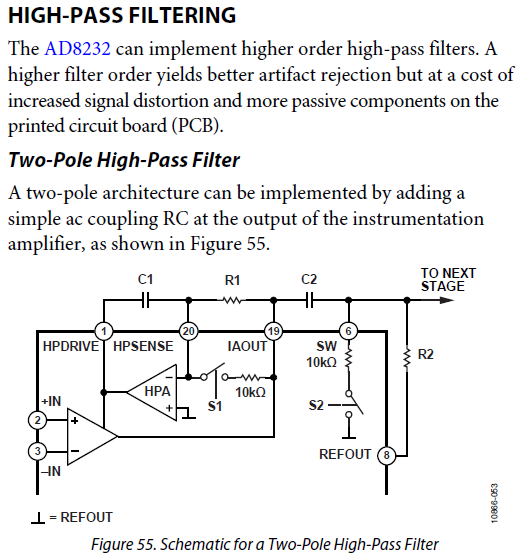 HIGH-PASS FILTERING
The AD8232 can implement higher order high-pass filters. A
higher filter order yields better artifact rejection but at a cost of
increased signal distortion and more passive components on the
printed circuit board (PCB).
Two-Pole High-Pass Filter
A two-pole architecture can be implemented by adding a
simple ac coupling RC at the output of the instrumentation
amplifier, as shown in Figure 55.
C1
R1
C2
TO NEXT
STAGE
1
20
19
6
HPDRIVE
HPSENSE
IAOUT
SW
10kΩ
R2
HPA
–
+
S1
10kΩ
S2
+IN
2
+
3
–
–IN
REFOUT
8
= REFOUT
10866-053
Figure 55. Schematic for a Two-Pole High-Pass Filter